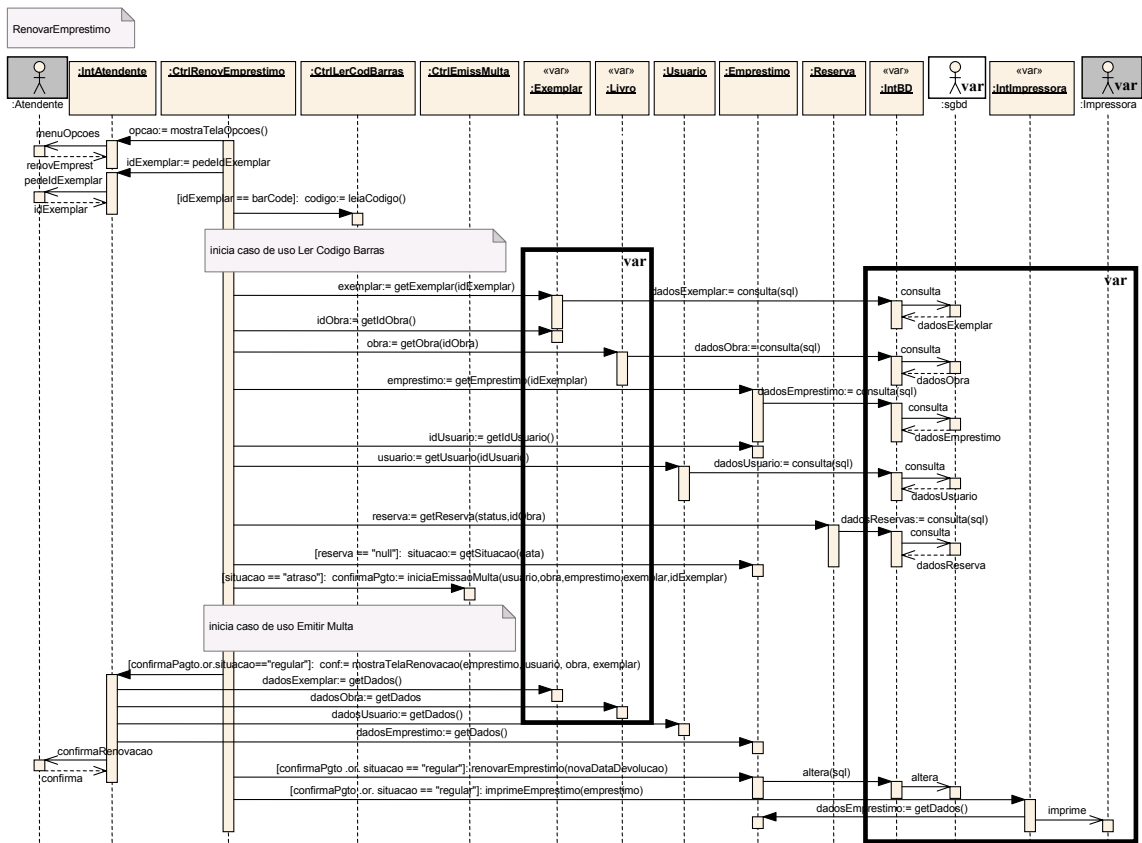 RenovarEmprestimo
:Atendente
:IntAtendente
:CtrlRenovEmprestimo
:CtrlLerCodBarras
:CtrlEmissMulta
«var»
:Exemplar
«var»
:Livro
:Usuario
:Emprestimo
:Reserva
«var»
:IntBD
var
:sgbd
«var»
:IntImpressora
var
:Impressora
opcao:= mostraTelaOpcoes()
menuOpcoes
renovEmprest
idExemplar:= pedeIdExemplar
pedeIdExemplar
idExemplar
[idExemplar == barCode]: codigo:= leiaCodigo()
inicia caso de uso Ler Codigo Barras
var
var
exemplar:= getExemplar(idExemplar)
dadosExemplar:= consulta(sql)
consulta
dadosExemplar
idObra:= getIdObra()
obra:= getObra(idObra)
dadosObra:= consulta(sql)
consulta
dadosObra
emprestimo:= getEmprestimo(idExemplar)
dadosEmprestimo:= consulta(sql)
consulta
dadosEmprestimo
idUsuario:= getIdUsuario()
usuario:= getUsuario(idUsuario)
dadosUsuario:= consulta(sql)
consulta
dadosUsuario
reserva:= getReserva(status,idObra)
dadosReservas:= consulta(sql)
consulta
dadosReserva
[reserva == "null"]: situacao:= getSituacao(data)
[situacao == "atraso"]: confirmaPgto:= iniciaEmissaoMulta(usuario,obra,emprestimo,exemplar,idExemplar)
inicia caso de uso Emitir Multa
[confirmaPagto.or.situacao=="regular"]: conf:= mostraTelaRenovacao(emprestimo, usuario, obra, exemplar)
dadosExemplar:= getDados()
dadosObra:= getDados
dadosUsuario:= getDados()
dadosEmprestimo:= getDados()
confirmaRenovacao
confirma
[confirmaPgto .or. situacao == "regular"]: renovarEmprestimo(novaDataDevolucao)
altera(sql)
altera
[confirmaPgto .or. situacao == "regular"]: imprimeEmprestimo(emprestimo)
dadosEmprestimo:= getDados()
imprime